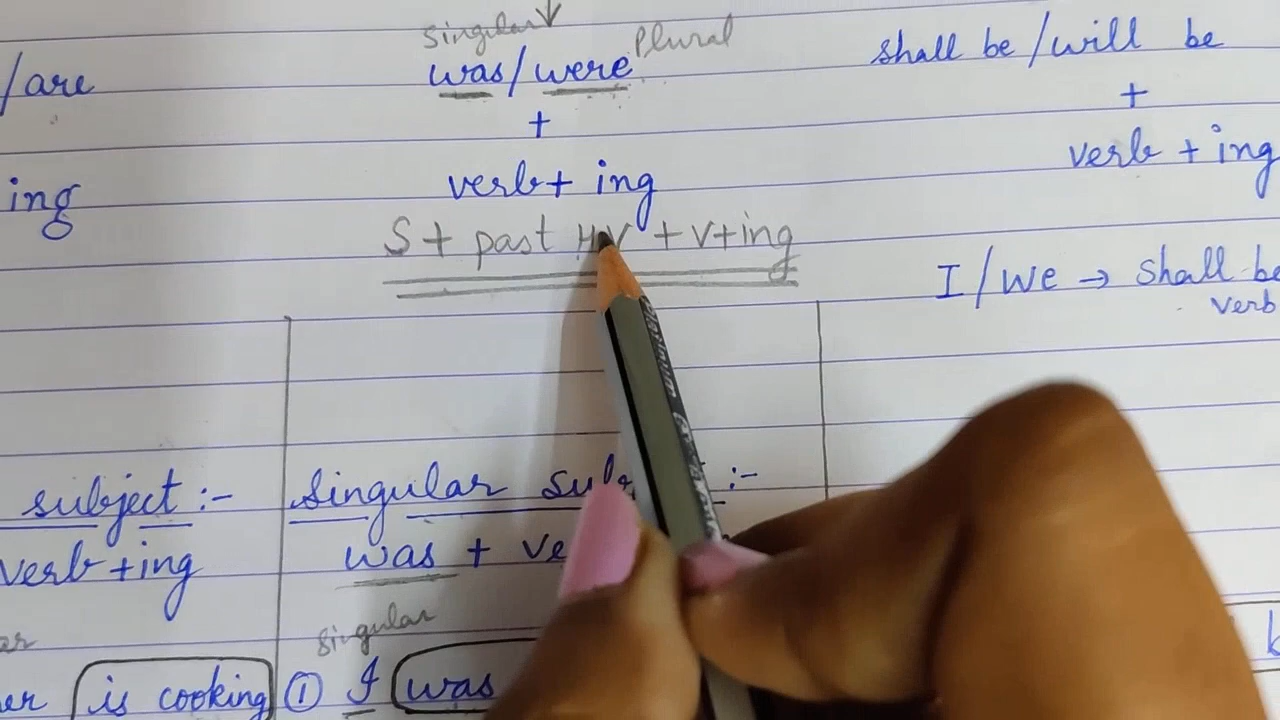 singular Plural
/are was/were shall be/will be
+ +
ing verb+ ing verb + ing
S + past HV + V+ing
I/We → Shall be
verb
subject :- Singular :-
verb +ing was +
singular
is cooking ① I was